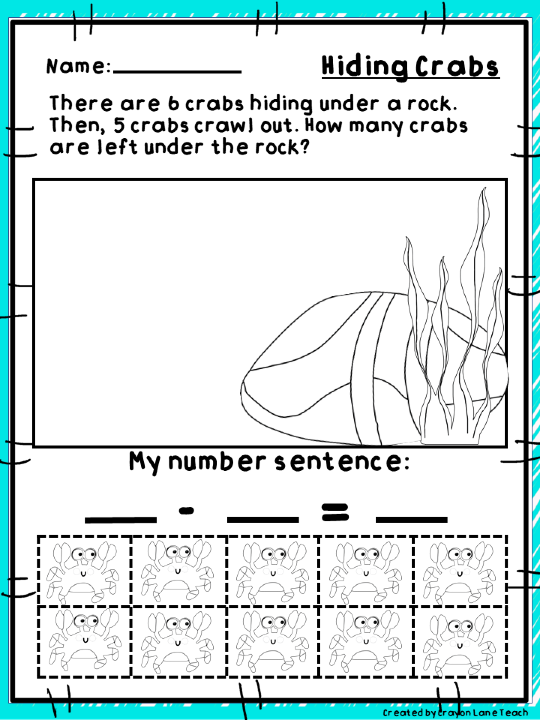 Name:
Hiding Crabs
There are 6 crabs hiding under a rock.
Then, 5 crabs crawl out. How many crabs
are left under the rock?
My number sentence:
- =
Created by Crayon Lane Teach